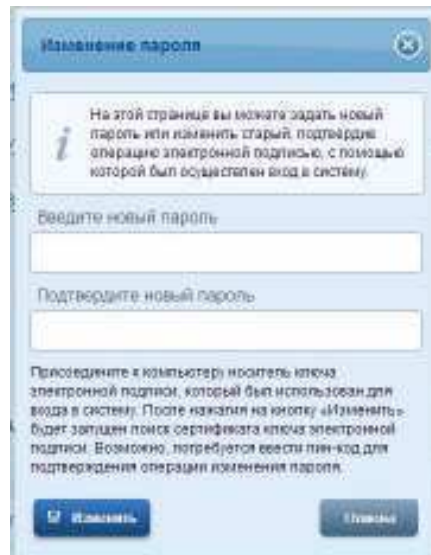 Изменение пароля
На этой странице вы можете задать новый
пароль или изменить старый, подтвердив
операцию электронной подписью, с помощью
которой был осуществлен вход в систему.
Введите новый пароль
Подтвердите новый пароль
Присоедините к компьютеру носитель ключа
электронной подписи, который был использован для
входа в систему. После нажатия на кнопку «Изменить»
будет запущен поиск сертификата ключа электронной
подписи. Возможно, потребуется ввести пин-код для
подтверждения операции изменения пароля.
Изменить
Отмена